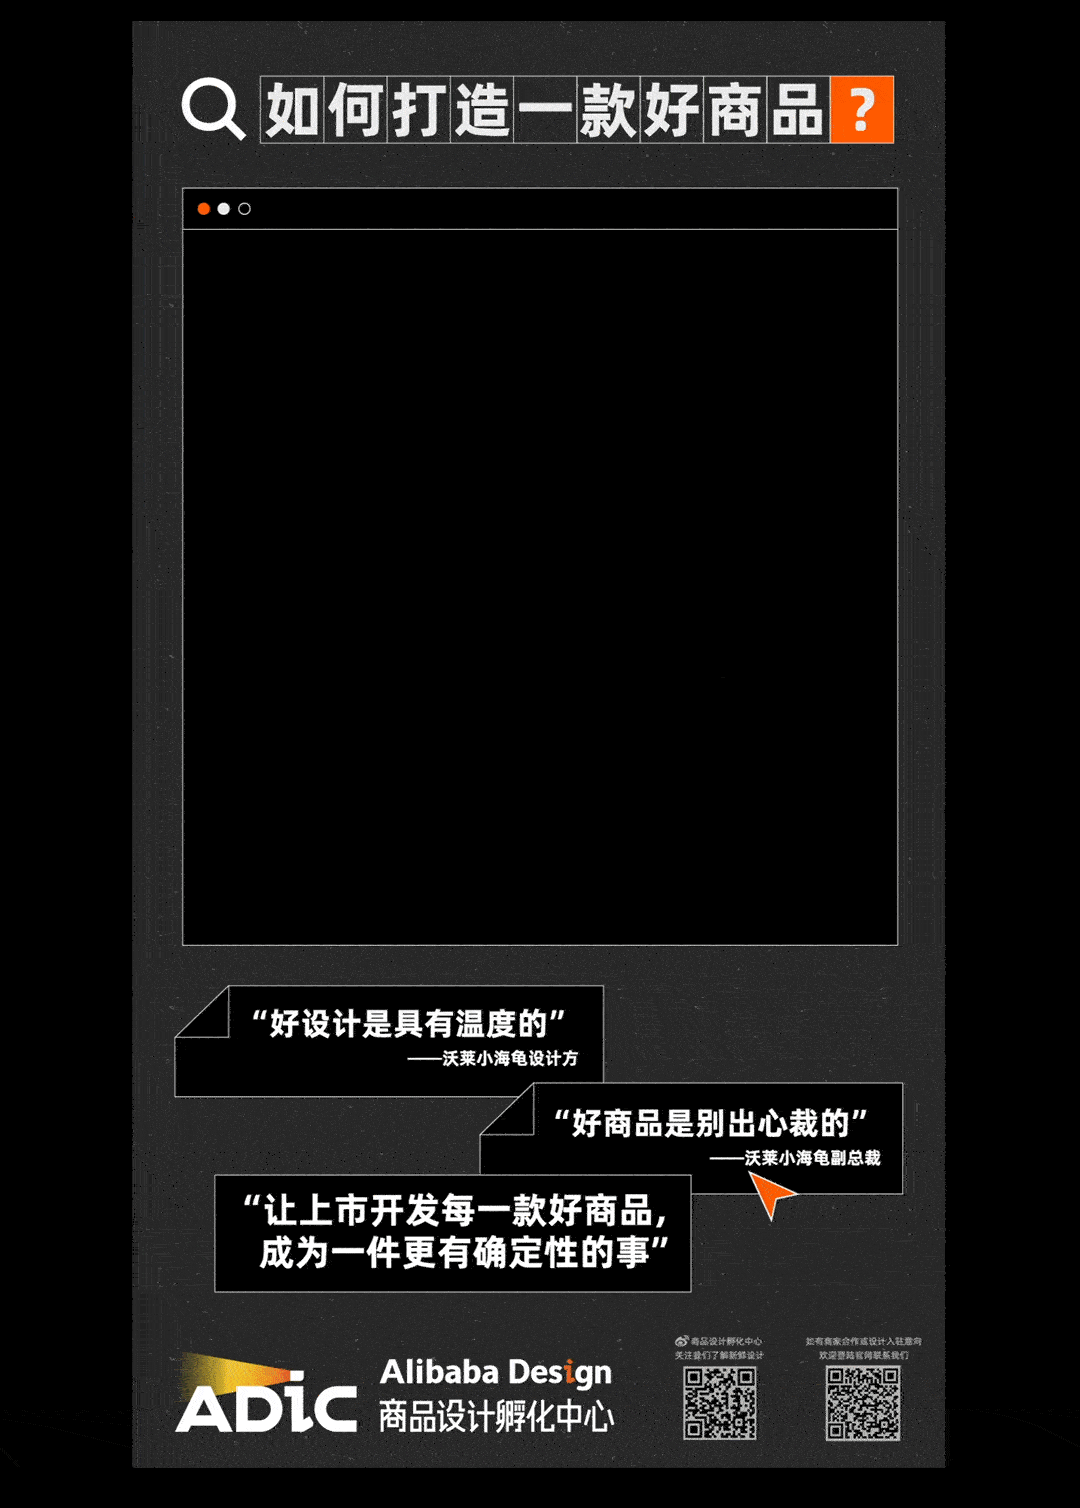 如何打造一款好商品?
“好设计是具有温度的”
——沃莱小海龟设计方
“好商品是别出心裁的”
——沃莱小海龟副总裁
“让上市开发每一款好商品，
成为一件更有确定性的事”
ADiC
Alibaba Design
商品设计孵化中心
商品设计孵化中心
关注我们了解新鲜设计
如有商家合作或设计入驻意向
欢迎登陆官网联系我们